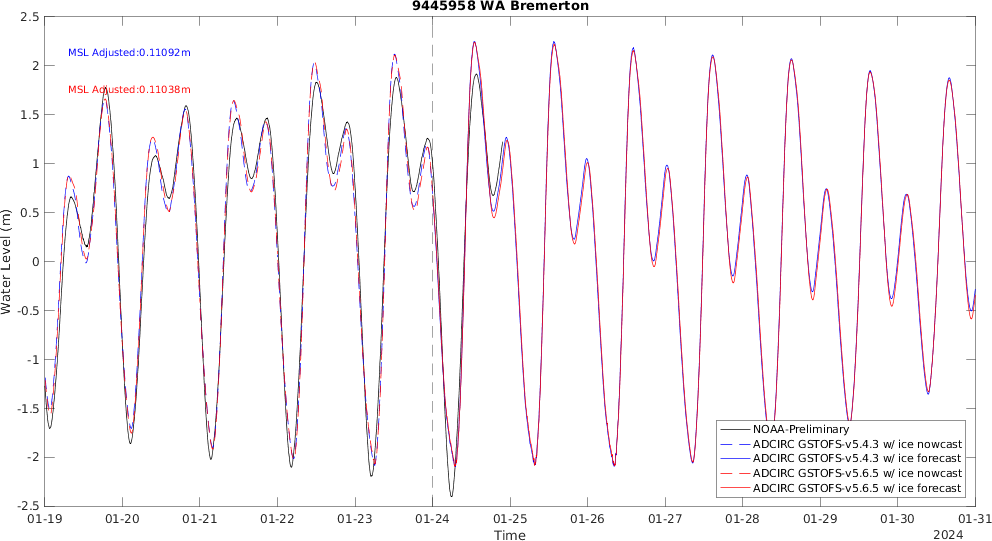 9445958 WA Bremerton
MSL Adjusted:0.11092m
MSL Adjusted:0.11038m
Water Level (m)
2.5
2
1.5
1
0.5
0
-0.5
-1
-1.5
-2
-2.5
NOAA-Preliminary
ADCIRC GSTOFS-v5.4.3 w/ ice nowcast
ADCIRC GSTOFS-v5.4.3 w/ ice forecast
ADCIRC GSTOFS-v5.6.5 w/ ice nowcast
ADCIRC GSTOFS-v5.6.5 w/ ice forecast
01-19 01-20 01-21 01-22 01-23 01-24 01-25 01-26 01-27 01-28 01-29 01-30 01-31
Time
2024